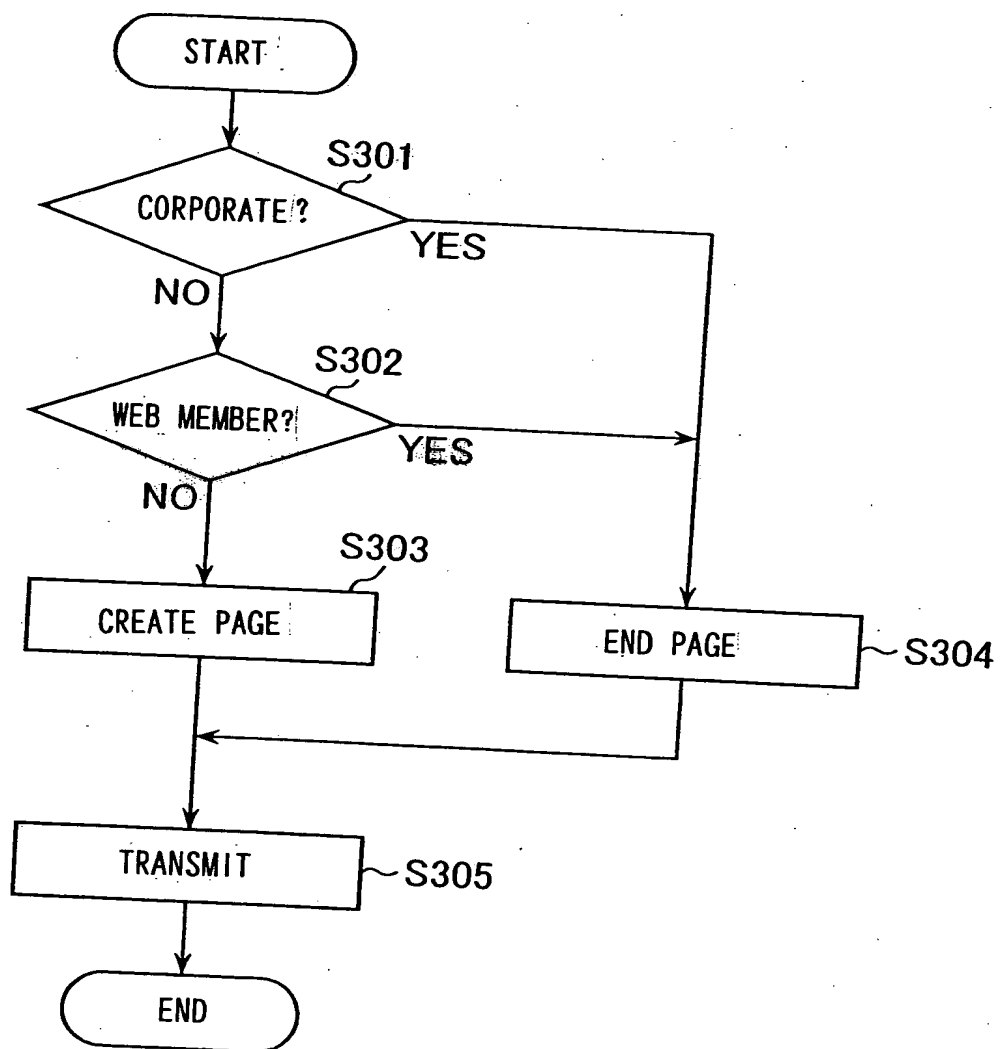 START
S301
CORPORATE?
YES
NO
S302
WEB MEMBER?
YES
NO
S303
CREATE PAGE
END PAGE
S304
TRANSMIT
S305
END